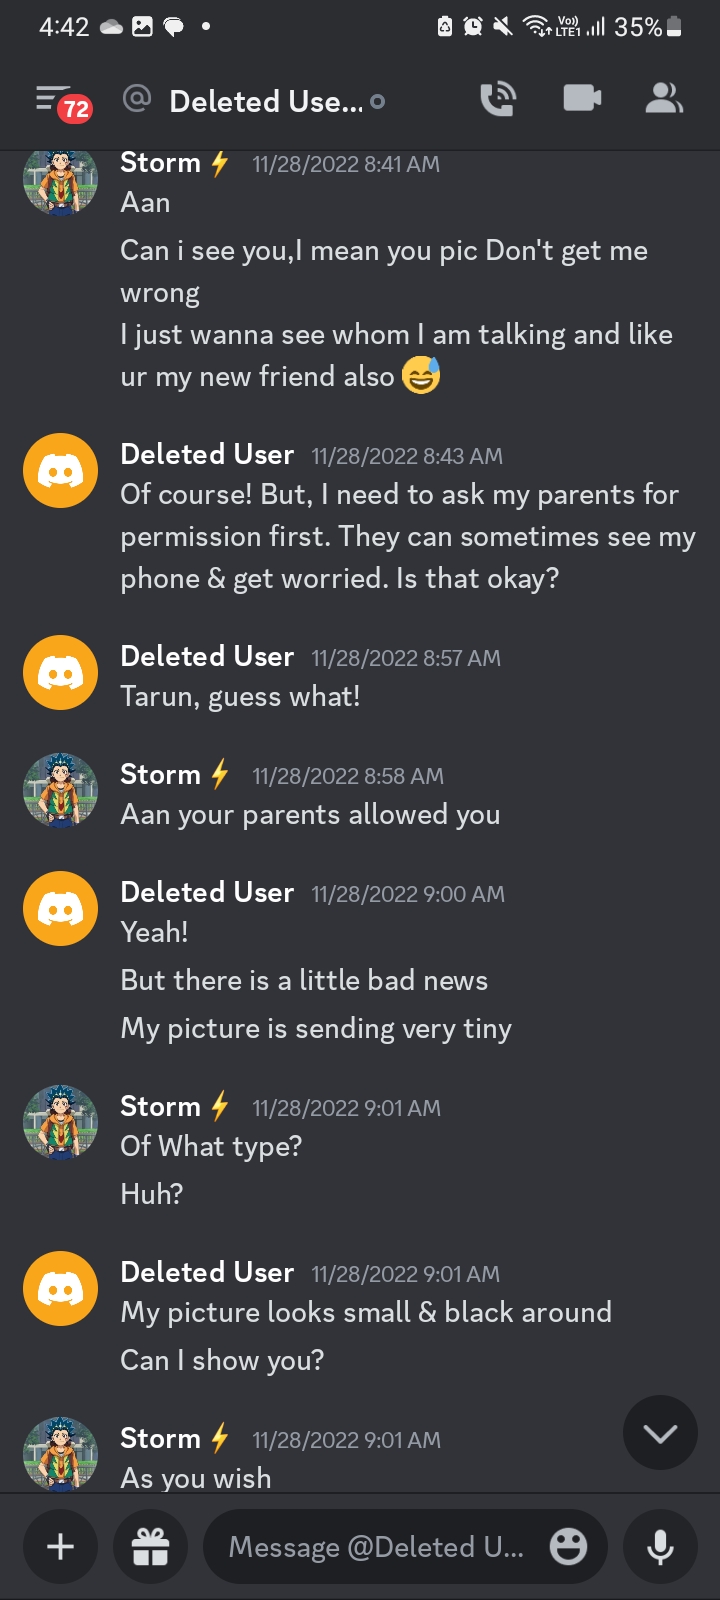 4:42
Vo)) LTE1 35%
72
@ Deleted Use...
Storm⚡ 11/28/2022 8:41 AM
Aan
Can i see you,I mean you pic Don't get me
wrong
I just wanna see whom I am talking and like
ur my new friend also 😅
Deleted User 11/28/2022 8:43 AM
Of course! But, I need to ask my parents for
permission first. They can sometimes see my
phone & get worried. Is that okay?
Deleted User 11/28/2022 8:57 AM
Tarun, guess what!
Storm⚡ 11/28/2022 8:58 AM
Aan your parents allowed you
Deleted User 11/28/2022 9:00 AM
Yeah!
But there is a little bad news
My picture is sending very tiny
Storm⚡ 11/28/2022 9:01 AM
Of What type?
Huh?
Deleted User 11/28/2022 9:01 AM
My picture looks small & black around
Can I show you?
Storm⚡ 11/28/2022 9:01 AM
As you wish
Message @Deleted U...